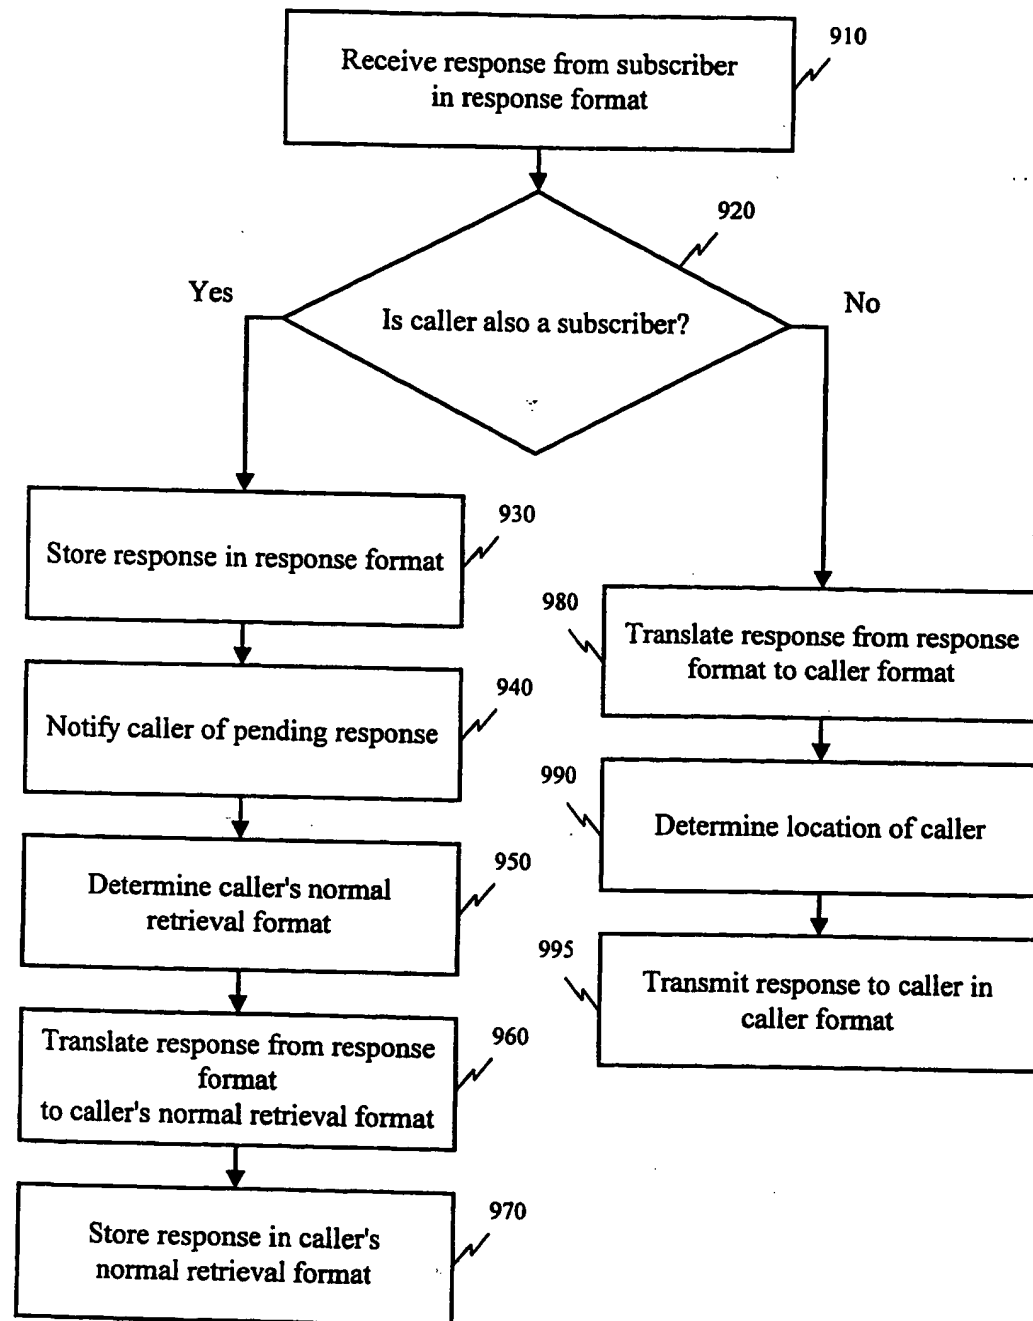 Receive response from subscriber
in response format
910
920
Yes
No
Is caller also a subscriber?
930
Store response in response format
980
Translate response from response
format to caller format
940
Notify caller of pending response
990
Determine location of caller
950
Determine caller's normal
retrieval format
995
Transmit response to caller in
caller format
960
Translate response from response
format
to caller's normal retrieval format
970
Store response in caller's
normal retrieval format